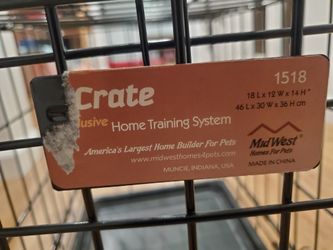 Crate
1518
lusive Home Training System
18 L x 12 W x 14 H "
46 L x 30 W x 36 H cm
America's Largest Home Builder For Pets
www.midwesthomes4pets.com
MUNCIE, INDIANA, USA
MidWest
HOMES FOR PETS
MADE IN CHINA